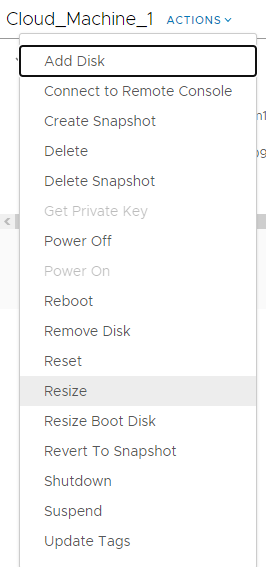 Cloud_Machine_1 ACTIONS
Add Disk
Connect to Remote Console
Create Snapshot
Delete
Delete Snapshot
Get Private Key
Power Off
Power On
Reboot
Remove Disk
Reset
Resize
Resize Boot Disk
Revert To Snapshot
Shutdown
Suspend
Update Tags